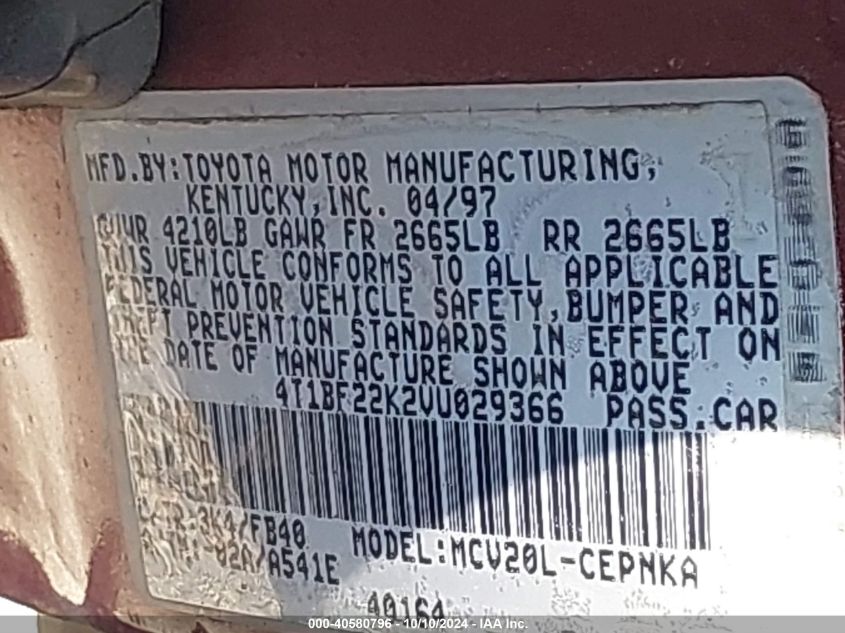 MFD.BY:TOYOTA MOTOR MANUFACTURING,
KENTUCKY,INC. 04/97
GVWR 4210LB GAWR FR 2665LB RR 2665LB
THIS VEHICLE CONFORMS TO ALL APPLICABLE
FEDERAL MOTOR VEHICLE SAFETY,BUMPER AND
THEFT PREVENTION STANDARDS IN EFFECT ON
THE DATE OF MANUFACTURE SHOWN ABOVE
4T1BF22K2VU029366 PASS.CAR
C/TR:3K4/FB40
MODEL:MCV20L-CEPNKA
02A/A541E
A0164
000-40580796 - 10/10/2024 - IAA Inc.